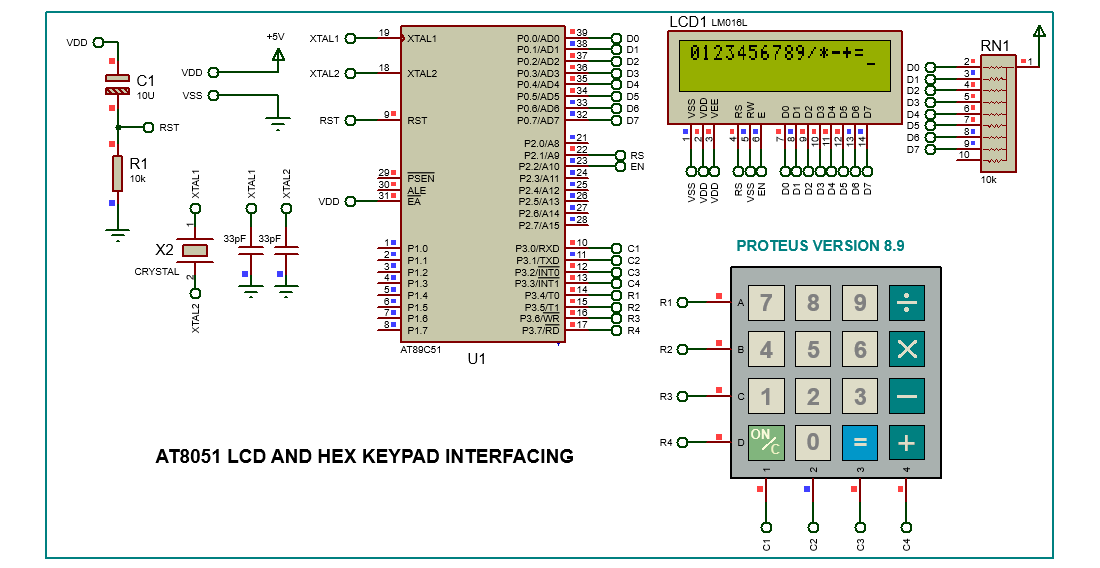 VDD
C1
10U
RST
R1
10k
+5V
VDD
VSS
XTAL1
1
X2
CRYSTAL
2
XTAL2
XTAL1
33pF
XTAL2
33pF
XTAL1 19 XTAL1
XTAL2 18 XTAL2
RST 9 RST
29 PSEN
30 ALE
VDD 31 EA
1 P1.0
2 P1.1
3 P1.2
4 P1.3
5 P1.4
6 P1.5
7 P1.6
8 P1.7
P0.0/AD0 39 D0
P0.1/AD1 38 D1
P0.2/AD2 37 D2
P0.3/AD3 36 D3
P0.4/AD4 35 D4
P0.5/AD5 34 D5
P0.6/AD6 33 D6
P0.7/AD7 32 D7
P2.0/A8 21
P2.1/A9 22 RS
P2.2/A10 23 EN
P2.3/A11 24
P2.4/A12 25
P2.5/A13 26
P2.6/A14 27
P2.7/A15 28
P3.0/RXD 10 C1
P3.1/TXD 11 C2
P3.2/INT0 12 C3
P3.3/INT1 13 C4
P3.4/T0 14 R1
P3.5/T1 15 R2
P3.6/WR 16 R3
P3.7/RD 17 R4
AT89C51
U1
LCD1 LM016L
0123456789/*-+=_
VSS VDD VEE RS RW E D0 D1 D2 D3 D4 D5 D6 D7
1 2 3 4 5 6 7 8 9 10 11 12 13 14
VSS VDD VDD RS VSS EN D0 D1 D2 D3 D4 D5 D6 D7
RN1
D0 2 1
D1 3
D2 4
D3 5
D4 6
D5 7
D6 8
D7 9
10
10k
PROTEUS VERSION 8.9
R1 A 7 8 9 ÷
R2 B 4 5 6 ×
R3 C 1 2 3 −
R4 D ON/C 0 = +
1 2 3 4
C1 C2 C3 C4
AT8051 LCD AND HEX KEYPAD INTERFACING